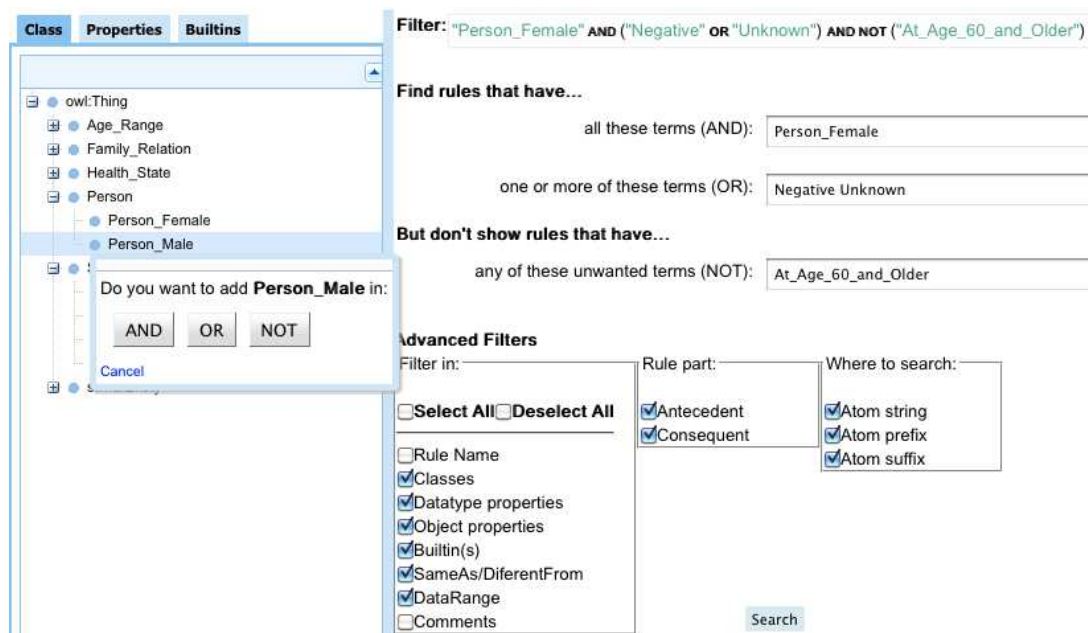 Class Properties Builtins
owl:Thing
Age_Range
Family_Relation
Health_State
Person
Person_Female
Person_Male
Do you want to add Person_Male in:
AND OR NOT
Cancel
Filter: "Person_Female" AND ("Negative" OR "Unknown") AND NOT ("At_Age_60_and_Older")
Find rules that have...
all these terms (AND): Person_Female
one or more of these terms (OR): Negative Unknown
But don't show rules that have...
any of these unwanted terms (NOT): At_Age_60_and_Older
Advanced Filters
Filter in:
Select All Deselect All
Rule Name
Classes
Datatype properties
Object properties
Builtin(s)
SameAs/DiferentFrom
DataRange
Comments
Rule part:
Antecedent
Consequent
Where to search:
Atom string
Atom prefix
Atom suffix
Search